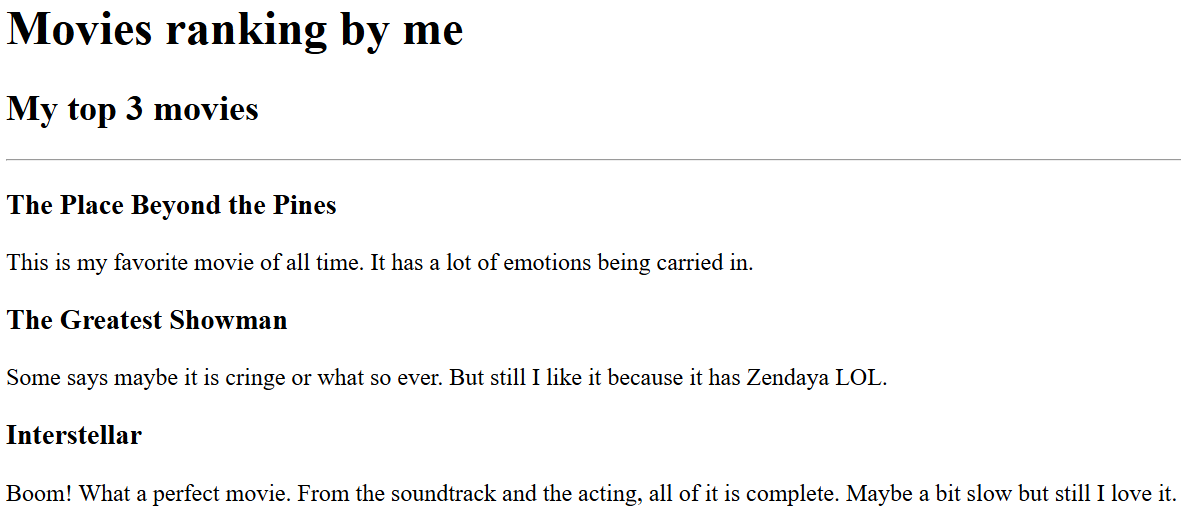 Movies ranking by me
My top 3 movies
The Place Beyond the Pines
This is my favorite movie of all time. It has a lot of emotions being carried in.
The Greatest Showman
Some says maybe it is cringe or what so ever. But still I like it because it has Zendaya LOL.
Interstellar
Boom! What a perfect movie. From the soundtrack and the acting, all of it is complete. Maybe a bit slow but still I love it.